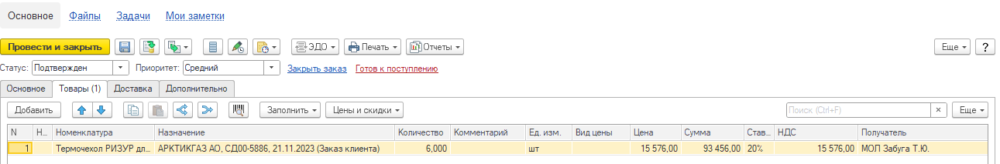 Основное Файлы Задачи Мои заметки
Провести и закрыть ЭДО Печать Отчеты Еще ?
Статус: Подтвержден Приоритет: Средний Закрыть заказ Готов к поступлению
Основное Товары (1) Доставка Дополнительно
Добавить Заполнить Цены и скидки Поиск (Ctrl+F) × Еще
N Н... Номенклатура Назначение Количество Комментарий Ед. изм. Вид цены Цена Сумма Став... НДС Получатель
1 Термочехол РИЗУР дл... АРКТИКГАЗ АО, СД00-5886, 21.11.2023 (Заказ клиента) 6,000 шт 15 576,00 93 456,00 20% 15 576,00 МОЛ Забуга Т.Ю.